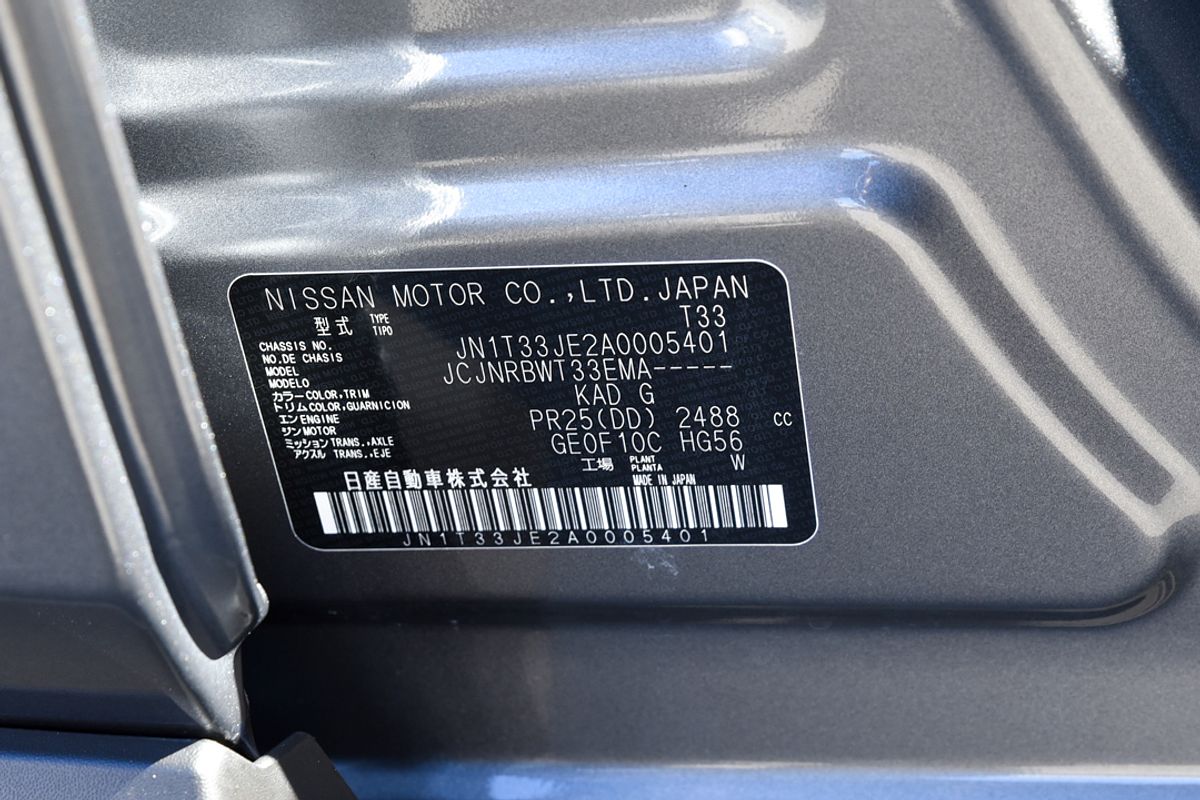 NISSAN MOTOR CO.,LTD.JAPAN
型式 TYPE TIPO T33
CHASSIS NO.
NO.DE CHASIS JN1T33JE2A0005401
MODEL
MODELO JCJNRBWT33EMA-----
カラー COLOR,TRIM
トリム COLOR,GUARNICION KAD G
エン ENGINE
ジン MOTOR PR25(DD) 2488 cc
ミッション TRANS.,AXLE
アクスル TRANS.,EJE GE0F10C HG56
工場 PLANT PLANTA W
日産自動車株式会社 MADE IN JAPAN
JN1T33JE2A0005401